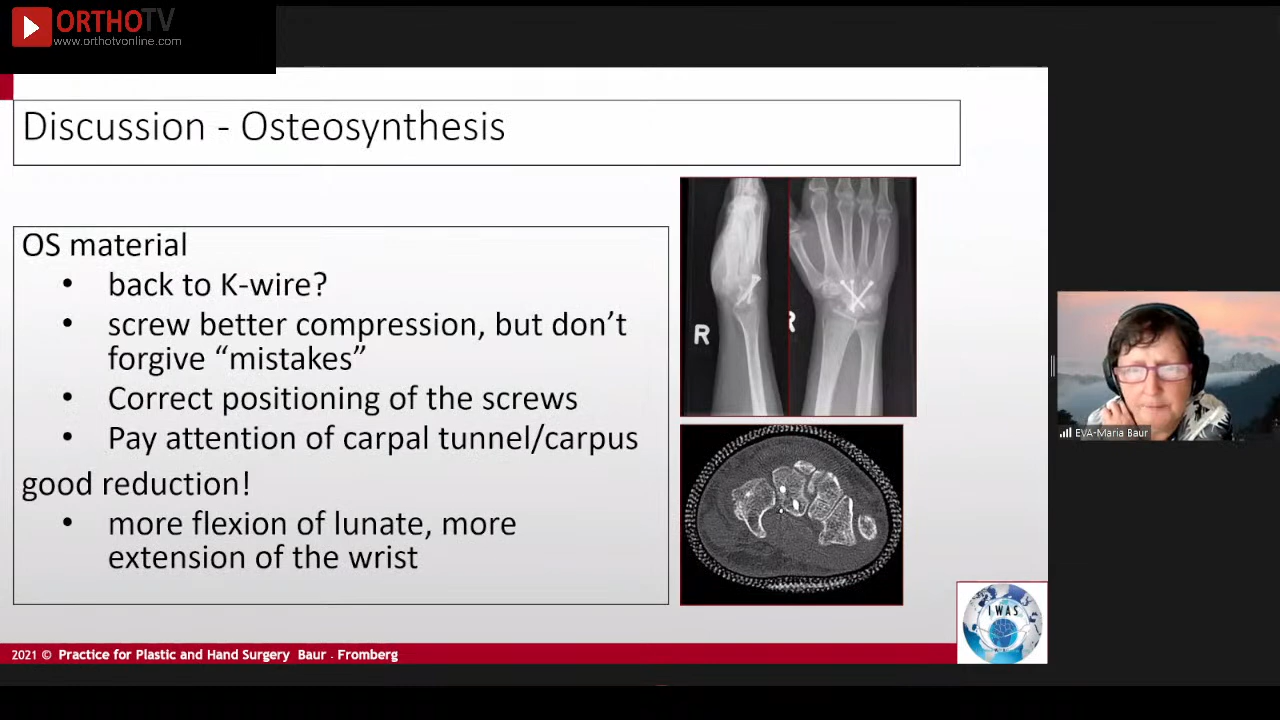 ORTHOTV
www.orthotvonline.com
Discussion - Osteosynthesis
OS material
• back to K-wire?
• screw better compression, but don’t
forgive “mistakes”
• Correct positioning of the screws
• Pay attention of carpal tunnel/carpus
good reduction!
• more flexion of lunate, more
extension of the wrist
R
R
EVA-Maria Baur
IWAS
2021 © Practice for Plastic and Hand Surgery Baur - Fromberg